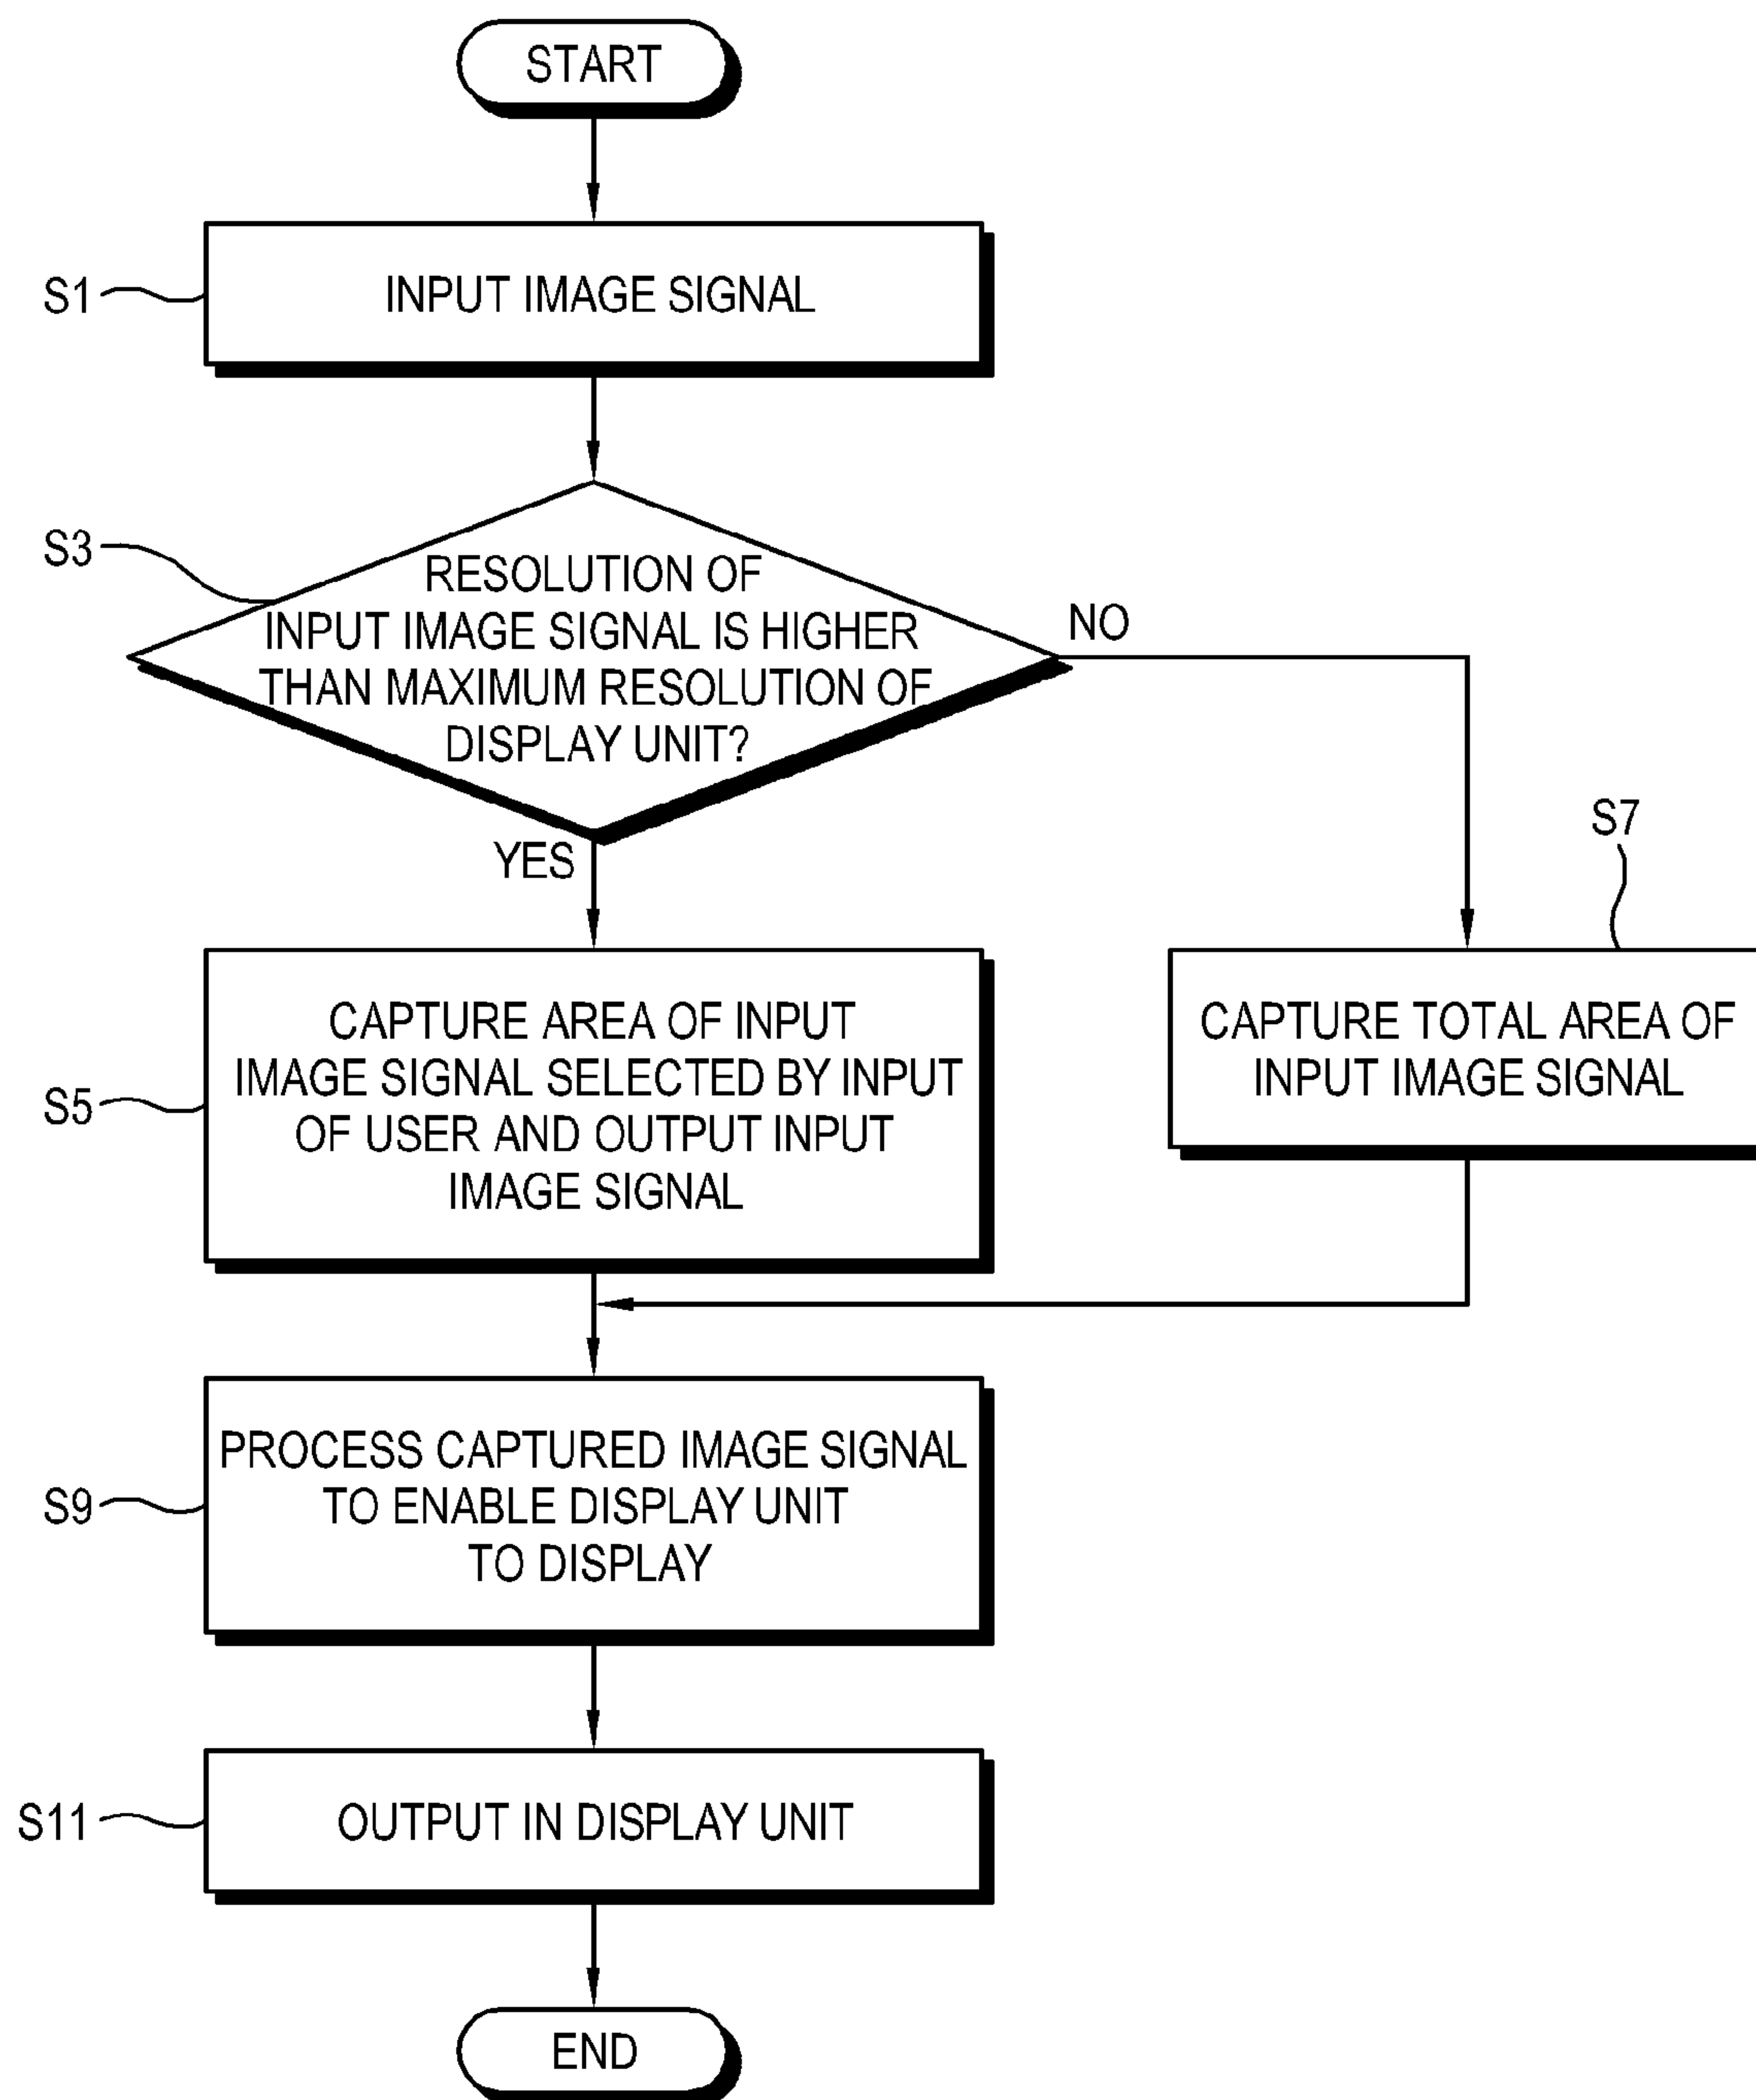 START
S1
INPUT IMAGE SIGNAL
S3
RESOLUTION OF
INPUT IMAGE SIGNAL IS HIGHER
THAN MAXIMUM RESOLUTION OF
DISPLAY UNIT?
NO
YES
S7
S5
CAPTURE AREA OF INPUT
IMAGE SIGNAL SELECTED BY INPUT
OF USER AND OUTPUT INPUT
IMAGE SIGNAL
CAPTURE TOTAL AREA OF
INPUT IMAGE SIGNAL
S9
PROCESS CAPTURED IMAGE SIGNAL
TO ENABLE DISPLAY UNIT
TO DISPLAY
S11
OUTPUT IN DISPLAY UNIT
END